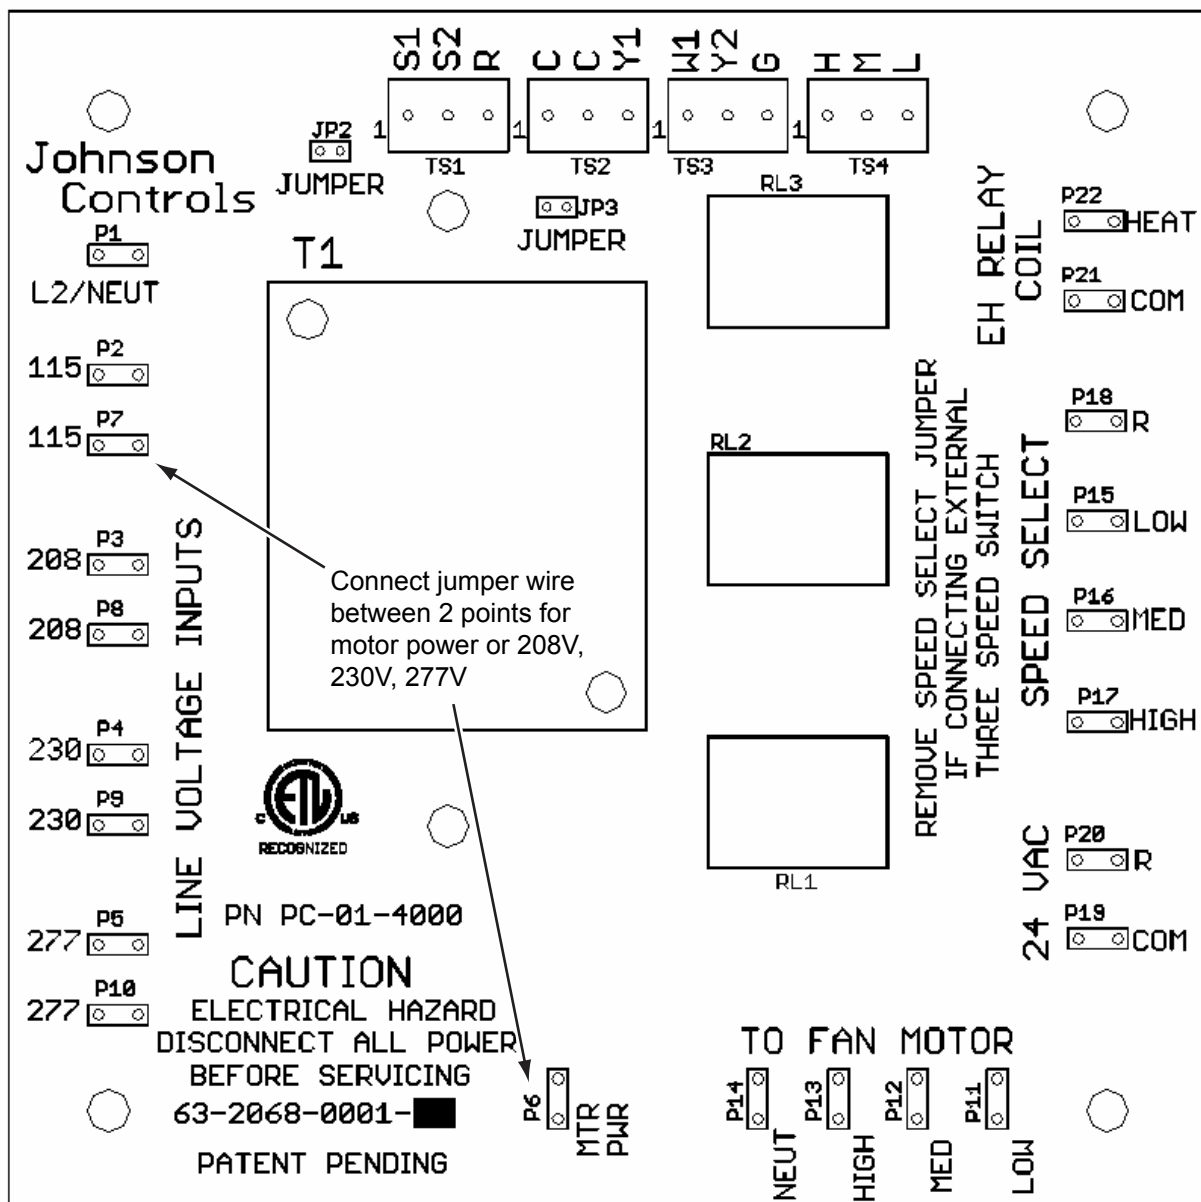 S1 S2 R C C Y1 W1 Y2 G H M L
1 1 1 1
TS1 TS2 TS3 TS4
JP2
JUMPER
JP3
JUMPER
Johnson
Controls
P1
L2/NEUT
P2
115
P7
115
P3
208
P8
208
P4
230
P9
230
P5
277
P10
277
LINE VOLTAGE INPUTS
T1
Connect jumper wire
between 2 points for
motor power or 208V,
230V, 277V
C ETL US
RECOGNIZED
PN PC-01-4000
CAUTION
ELECTRICAL HAZARD
DISCONNECT ALL POWER
BEFORE SERVICING
63-2068-0001-
PATENT PENDING
P6
MTR
PWR
RL3
RL2
RL1
REMOVE SPEED SELECT JUMPER
IF CONNECTING EXTERNAL
THREE SPEED SWITCH
EH RELAY
COIL
P22
HEAT
P21
COM
SPEED SELECT
P18
R
P15
LOW
P16
MED
P17
HIGH
24 VAC
P20
R
P19
COM
TO FAN MOTOR
P14 P13 P12 P11
NEUT HIGH MED LOW